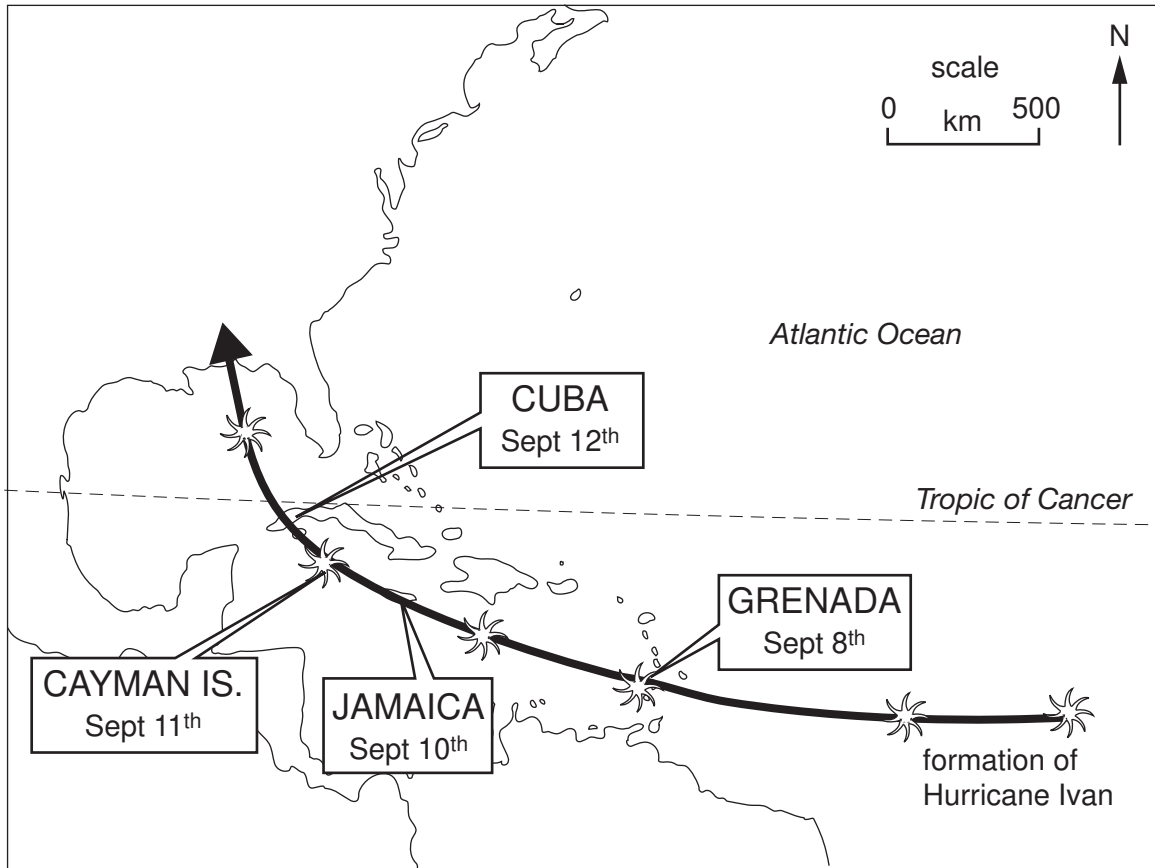 N
scale
0 500
km
Atlantic Ocean
CUBA
Sept 12th
Tropic of Cancer
GRENADA
Sept 8th
CAYMAN IS.
Sept 11th
JAMAICA
Sept 10th
formation of
Hurricane Ivan